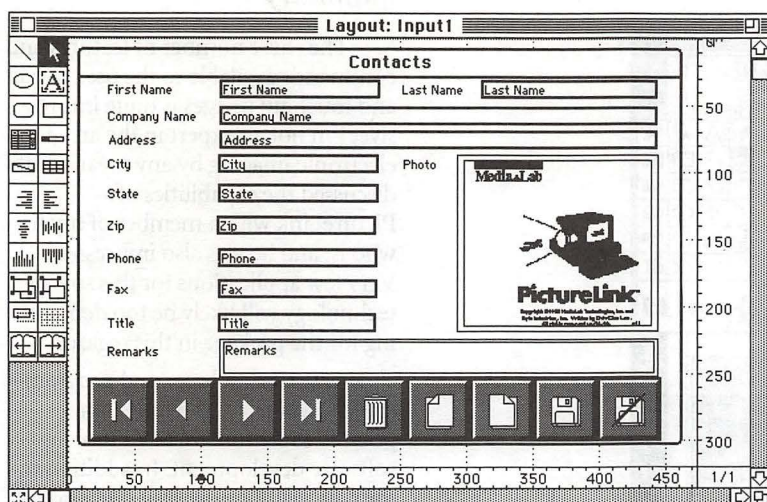 Layout: Input1
Contacts
First Name First Name Last Name Last Name
Company Name Company Name
Address Address
City City Photo
State State
Zip Zip
Phone Phone
Fax Fax
Title Title
Remarks Remarks
MediaLab
PictureLink
50
100
150
200
250
300
0 50 100 150 200 250 300 350 400 450
1/1